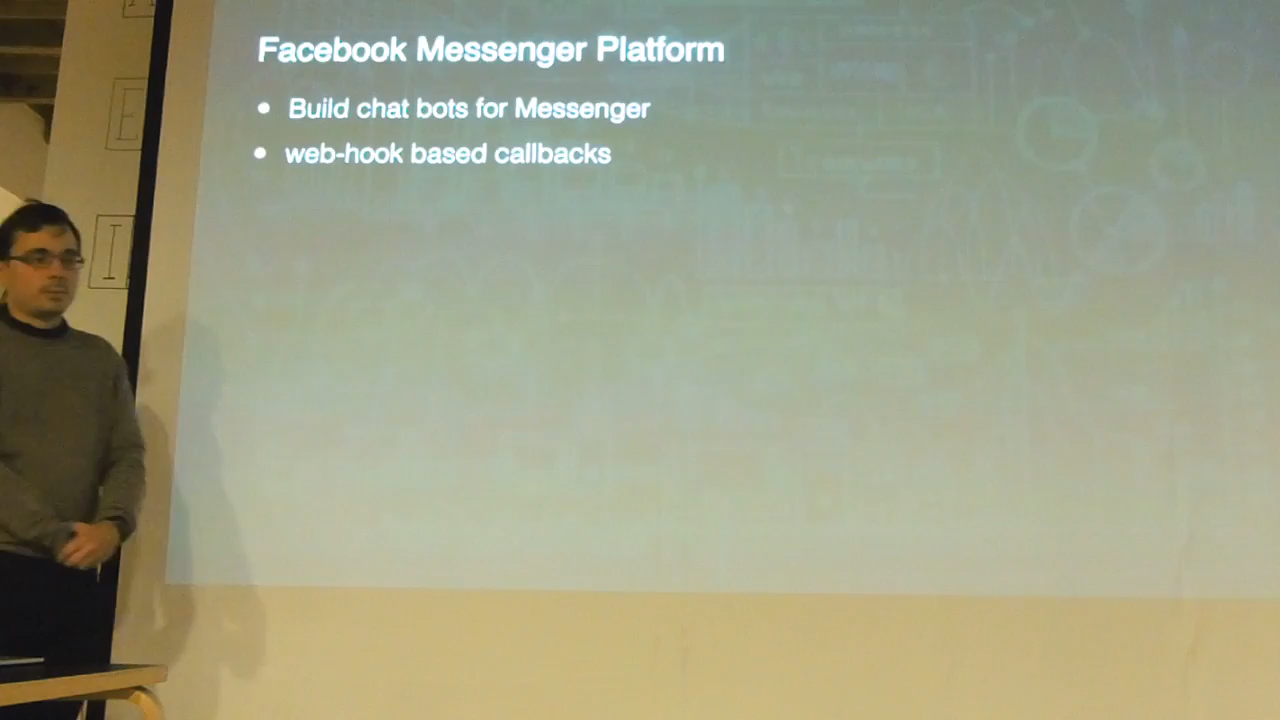 Facebook Messenger Platform
• Build chat bots for Messenger
• web-hook based callbacks
E
I